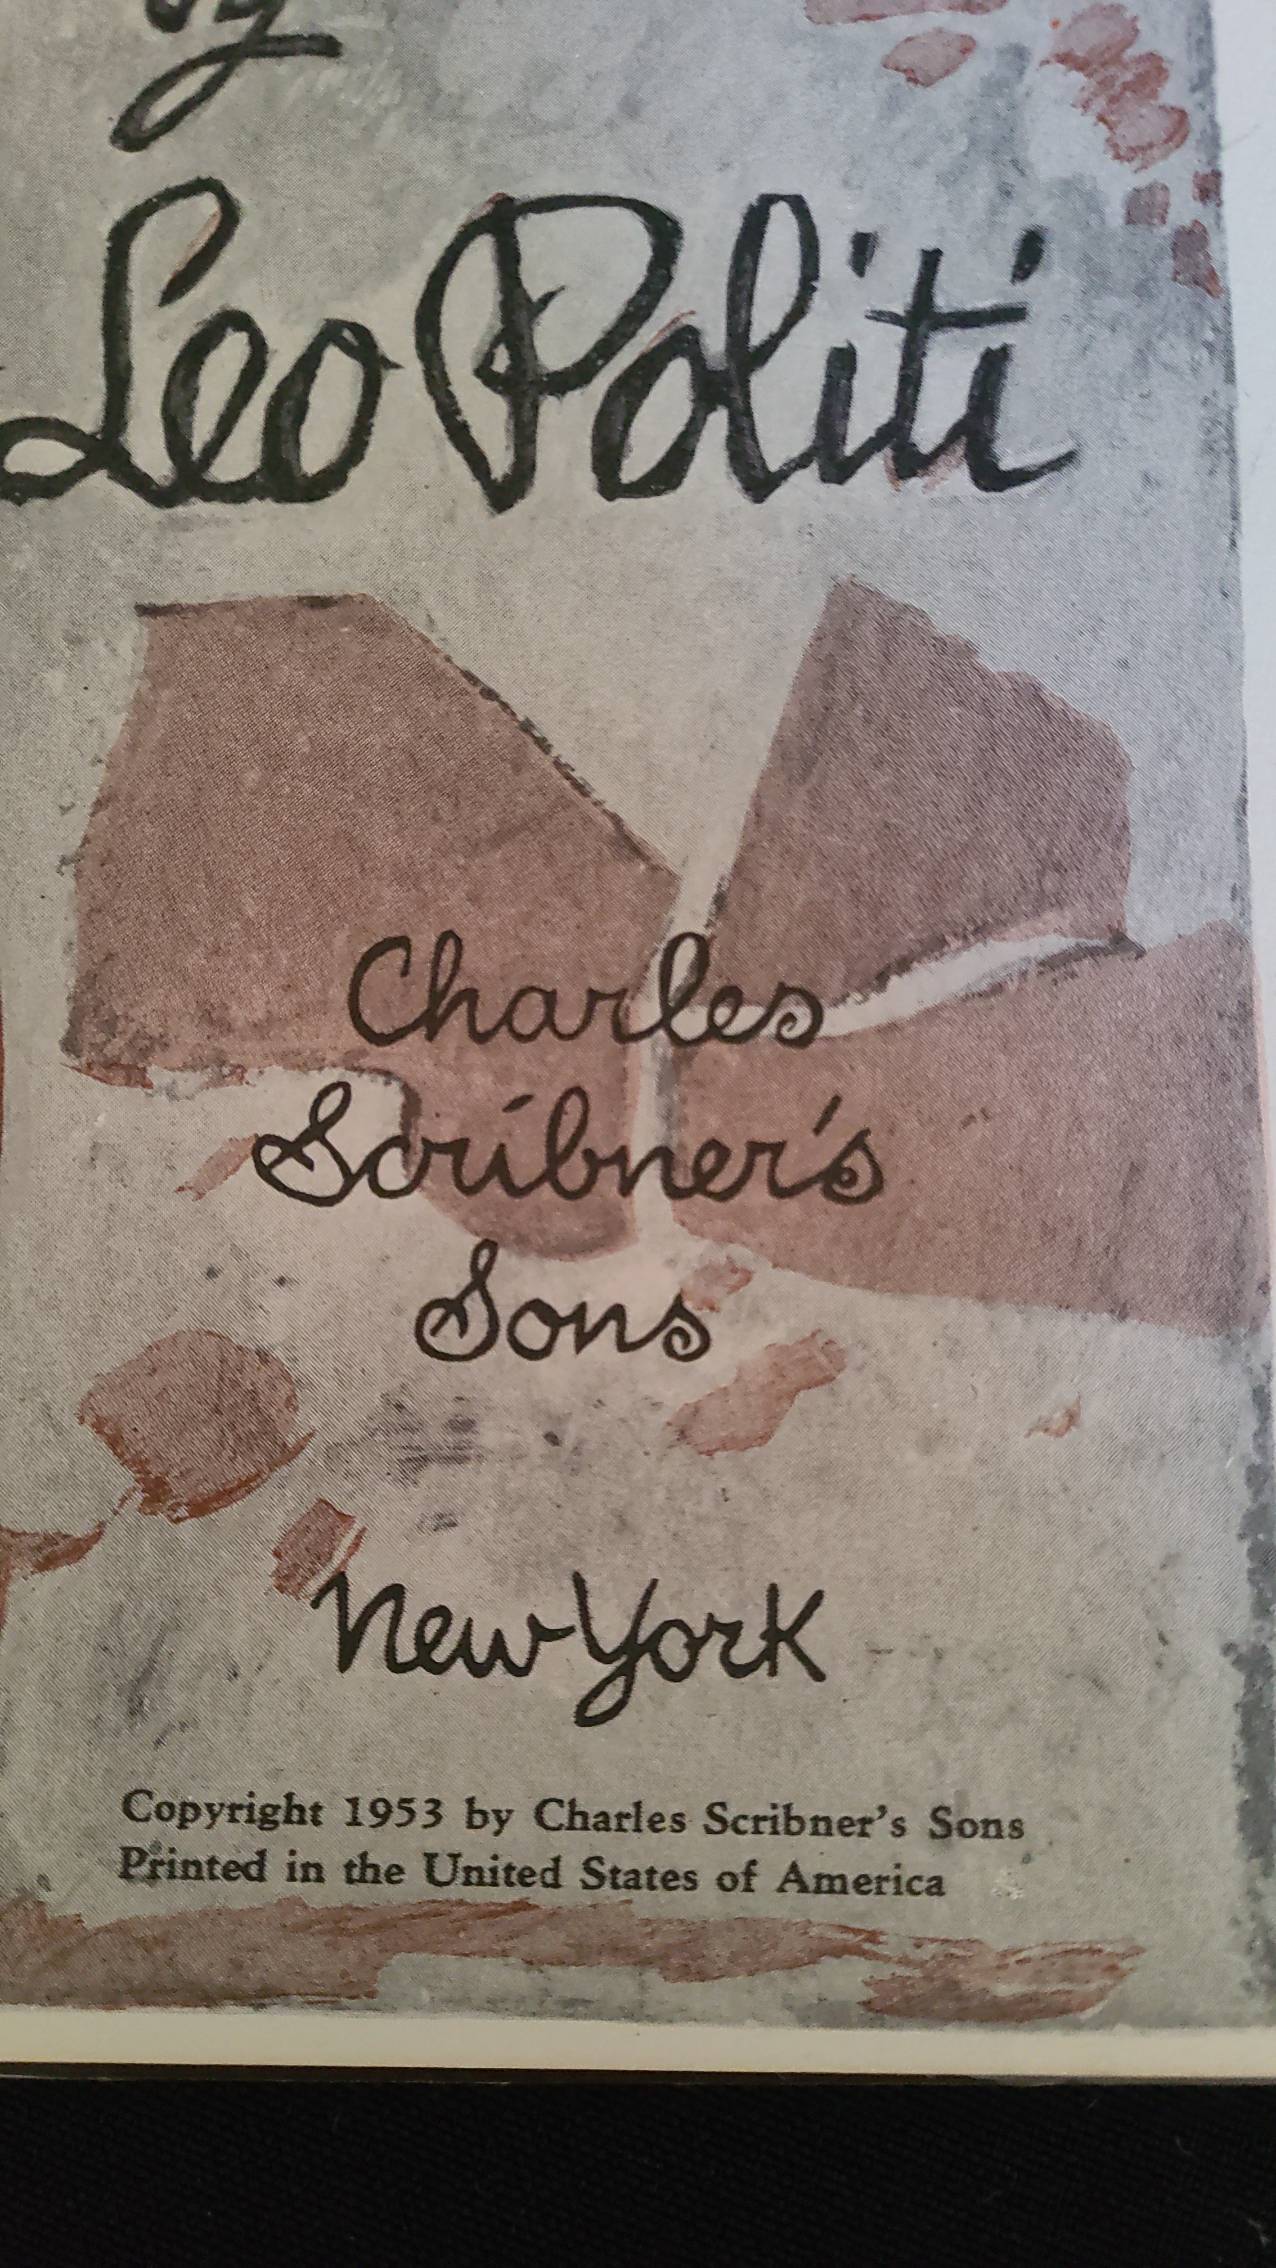 by
Leo Politi
Charles
Scribner's
Sons
New York
Copyright 1953 by Charles Scribner's Sons
Printed in the United States of America